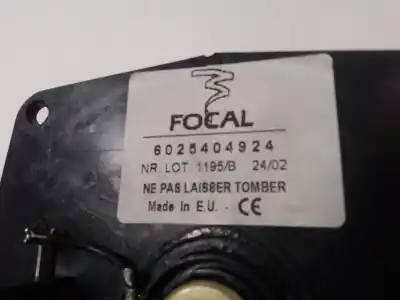 FOCAL
6025404924
NR LOT 1195/B 24/02
NE PAS LAISSER TOMBER
Made In E.U. - CE